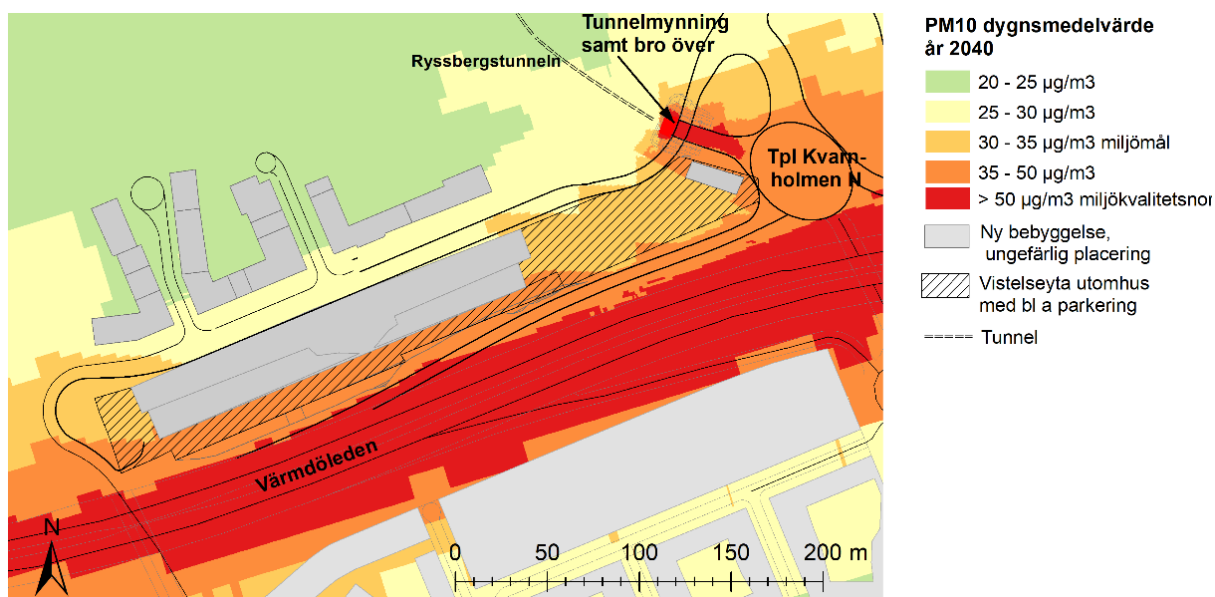 Tunnelmynning
samt bro över
Ryssbergstunneln
Tpl Kvarn-
holmen N
Värmdöleden
N
0 50 100 150 200 m
PM10 dygnsmedelvärde
år 2040
20 - 25 µg/m3
25 - 30 µg/m3
30 - 35 µg/m3 miljömål
35 - 50 µg/m3
> 50 µg/m3 miljökvalitetsnor
Ny bebyggelse,
ungefärlig placering
Vistelseyta utomhus
med bl a parkering
Tunnel